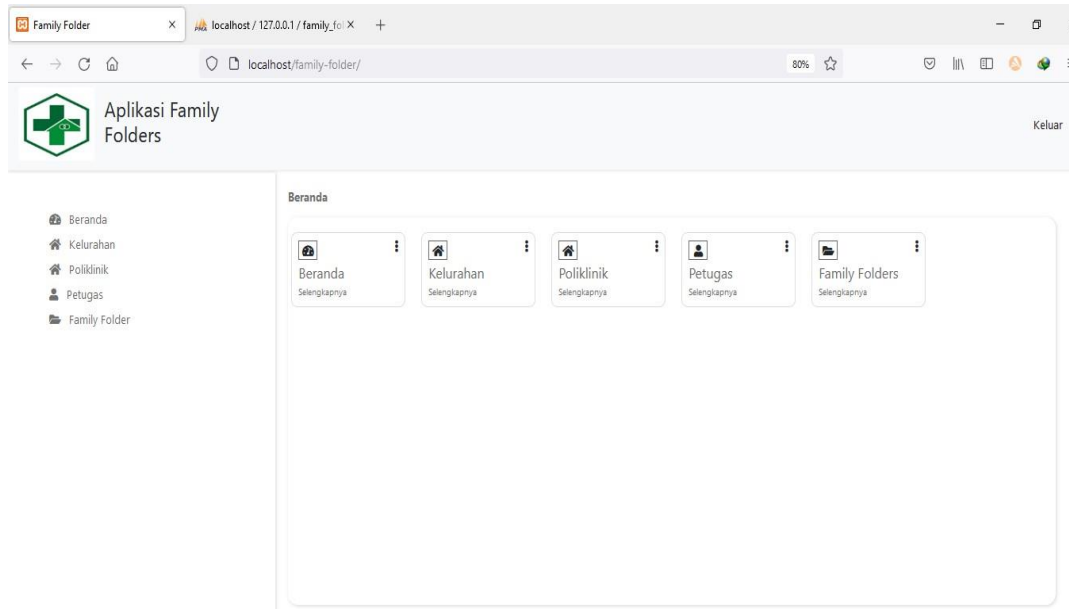 Family Folder
localhost / 127.0.0.1 / family_fol
localhost/family-folder/
80%
Aplikasi Family
Folders
Keluar
Beranda
Kelurahan
Poliklinik
Petugas
Family Folder
Beranda
Beranda
Selengkapnya
Kelurahan
Selengkapnya
Poliklinik
Selengkapnya
Petugas
Selengkapnya
Family Folders
Selengkapnya